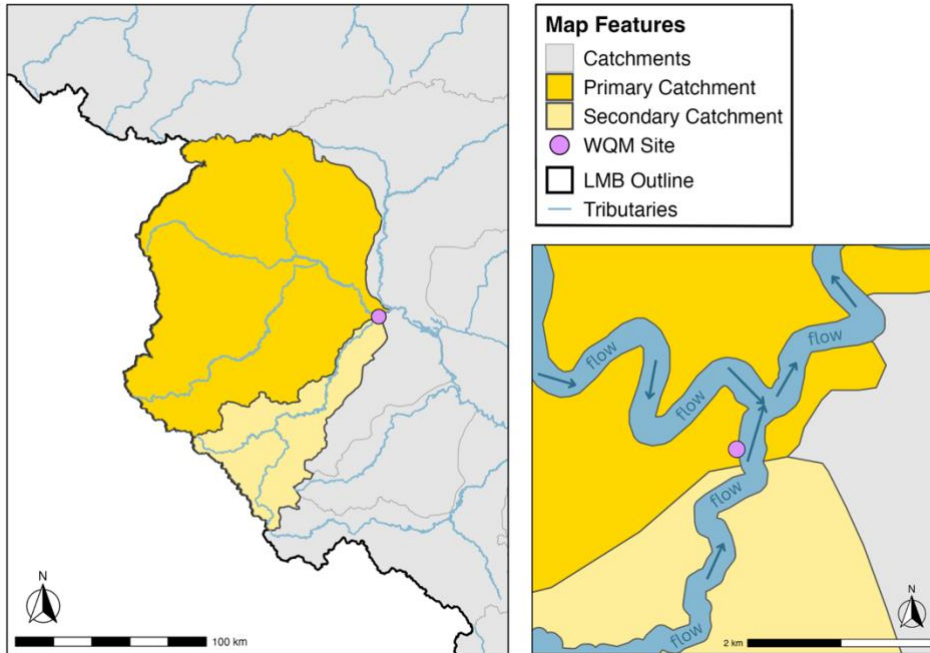 Map Features
Catchments
Primary Catchment
Secondary Catchment
WQM Site
LMB Outline
Tributaries
N
100 km
flow
flow
flow
flow
flow
N
2 km